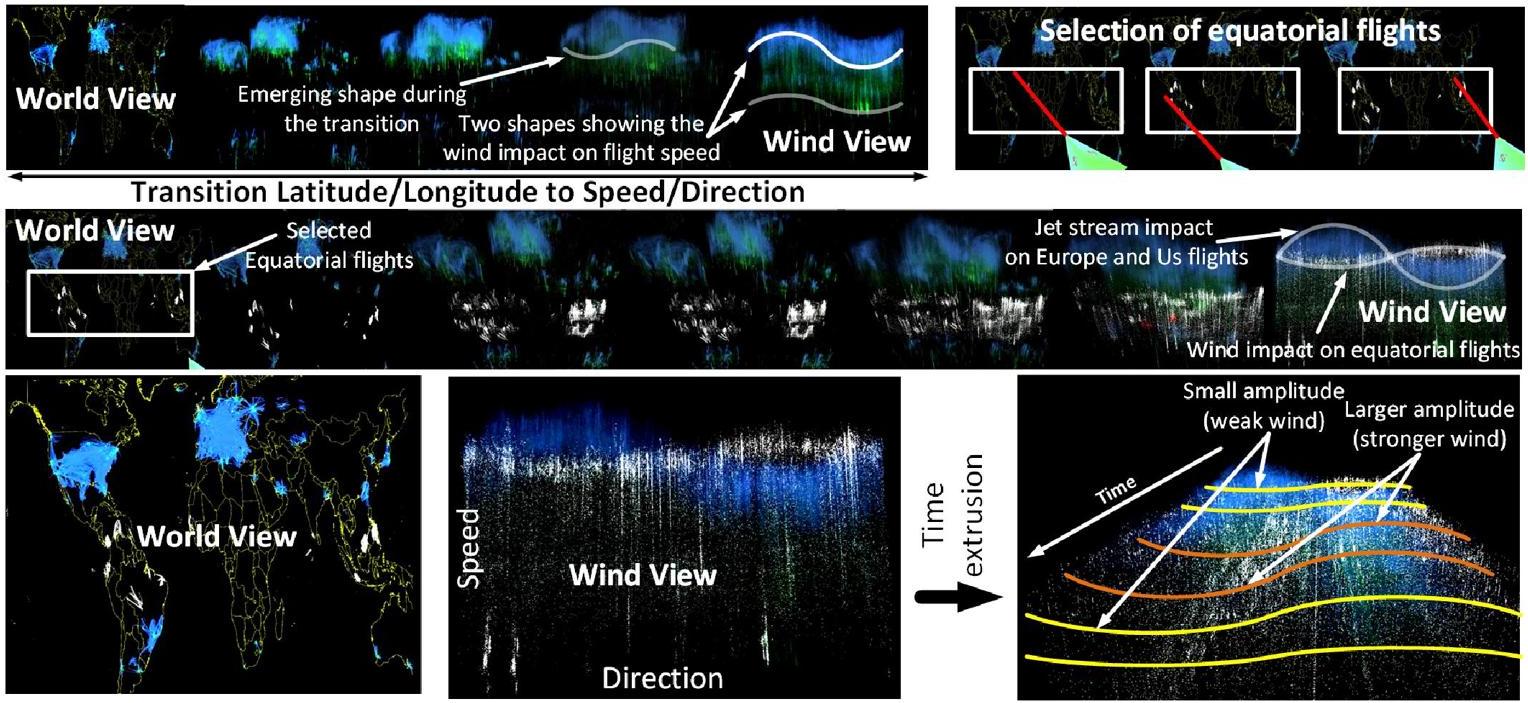 World View
Emerging shape during
the transition
Two shapes showing the
wind impact on flight speed
Wind View
Selection of equatorial flights
Transition Latitude/Longitude to Speed/Direction
World View
Selected
Equatorial flights
Jet stream impact
on Europe and Us flights
Wind View
Wind impact on equatorial flights
World View
Speed
Wind View
Direction
Time
extrusion
Small amplitude
(weak wind)
Larger amplitude
(stronger wind)
Time